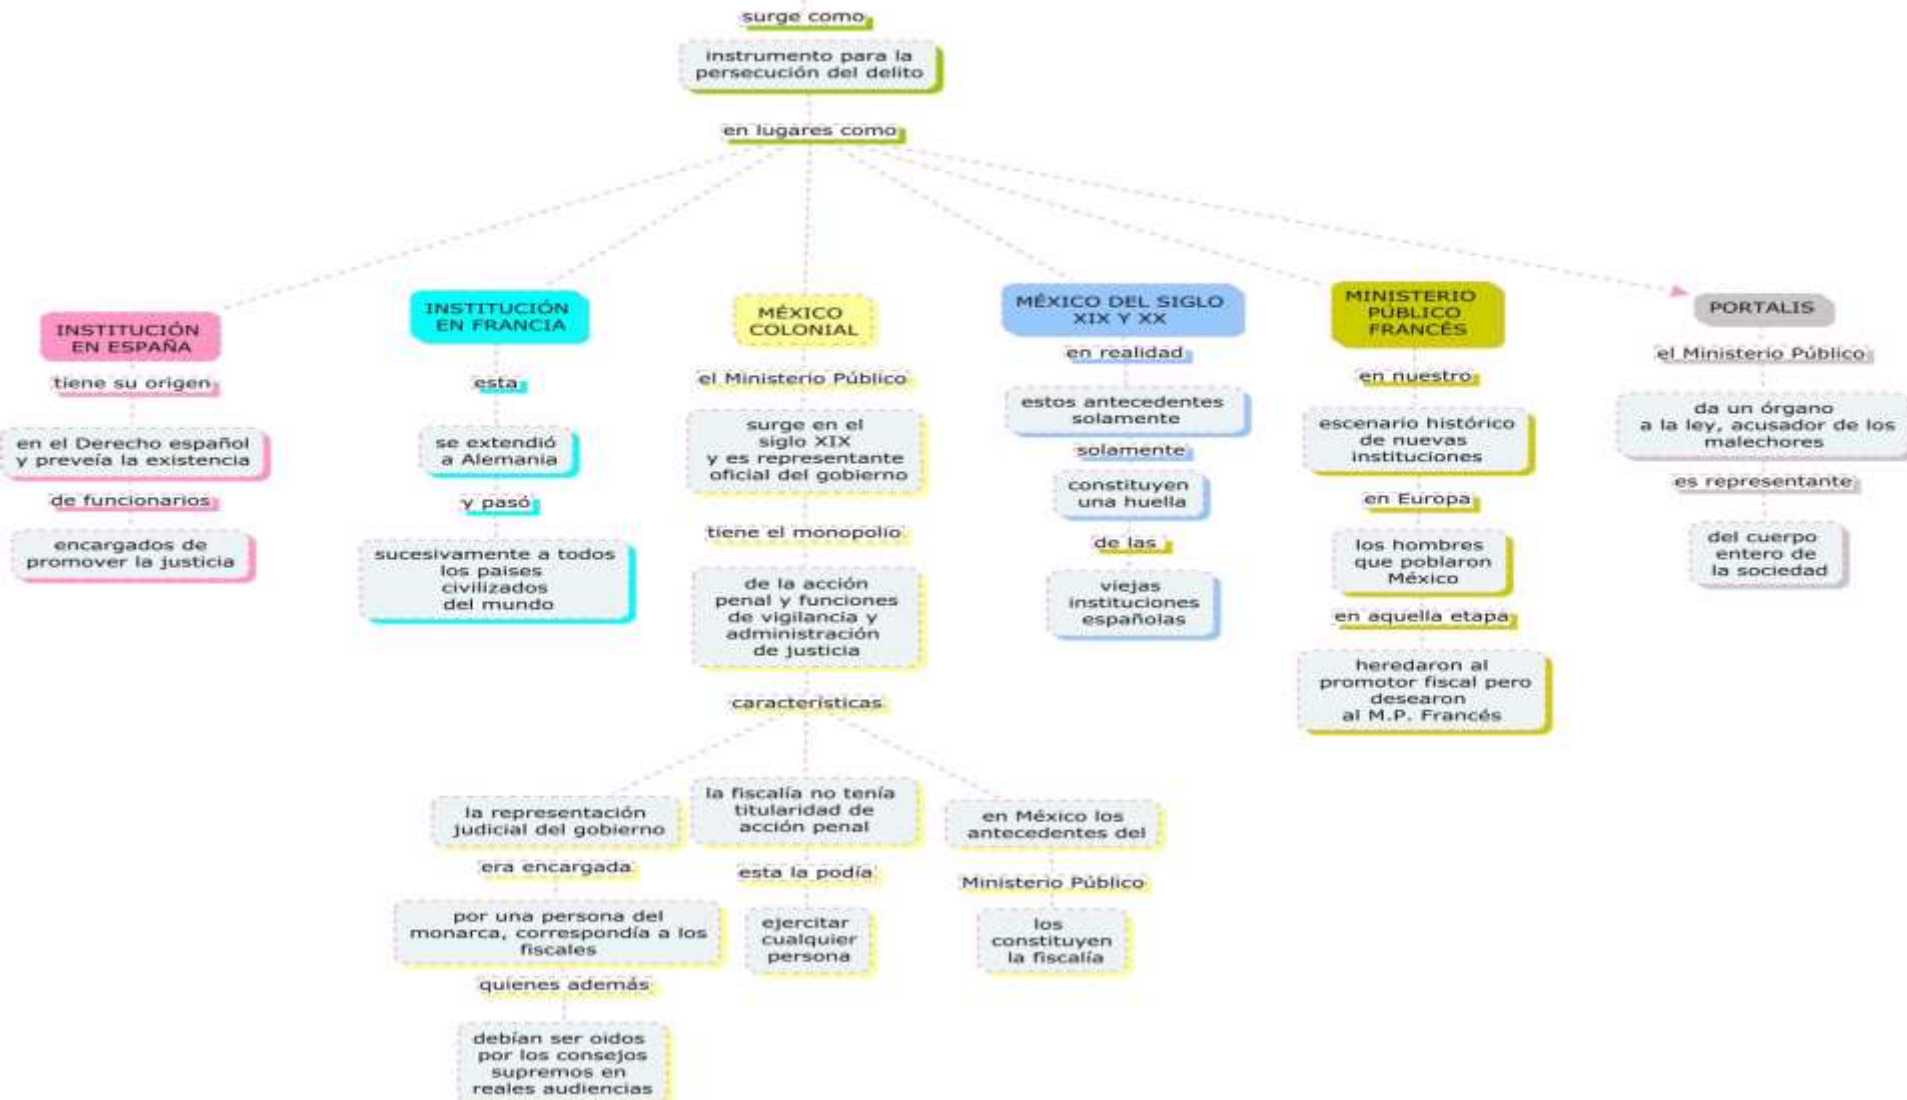 surge como
instrumento para la
persecución del delito
en lugares como
INSTITUCIÓN
EN ESPAÑA
tiene su origen
en el Derecho español
y preveía la existencia
de funcionarios
encargados de
promover la justicia
INSTITUCIÓN
EN FRANCIA
esta
se extendió
a Alemania
y pasó
sucesivamente a todos
los paises
civilizados
del mundo
MÉXICO
COLONIAL
el Ministerio Público
surge en el
siglo XIX
y es representante
oficial del gobierno
tiene el monopolio
de la acción
penal y funciones
de vigilancia y
administración
de justicia
características
la representación
judicial del gobierno
era encargada
por una persona del
monarca, correspondía a los
fiscales
quienes además
debían ser oidos
por los consejos
supremos en
reales audiencias
la fiscalía no tenía
titularidad de
acción penal
esta la podía
ejercitar
cualquier
persona
en México los
antecedentes del
Ministerio Público
los
constituyen
la fiscalía
MÉXICO DEL SIGLO
XIX Y XX
en realidad
estos antecedentes
solamente
solamente
constituyen
una huella
de las
viejas
instituciones
españolas
MINISTERIO
PÚBLICO
FRANCÉS
en nuestro
escenario histórico
de nuevas
instituciones
en Europa
los hombres
que poblaron
México
en aquella etapa
heredaron al
promotor fiscal pero
desearon
al M.P. Francés
PORTALIS
el Ministerio Público
da un órgano
a la ley, acusador de los
malechores
es representante
del cuerpo
entero de
la sociedad